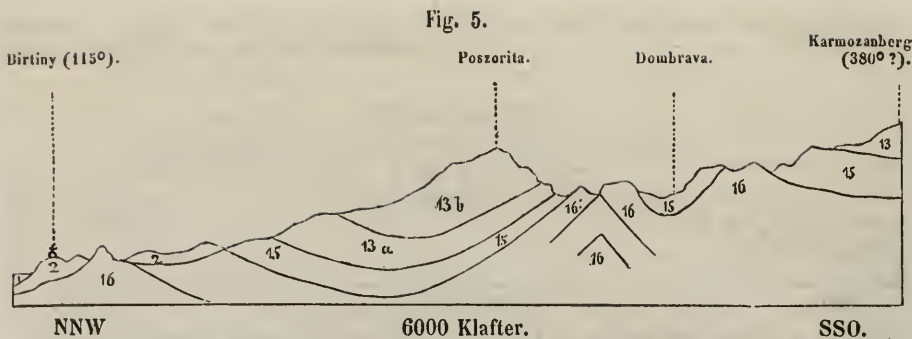 Fig. 5.
Birtiny (115°).
Poszorita.
Dombrava.
Karmozanberg
(380° ?)
13
15
13 b
13 a
15
15
16
16
16
16
15
16
2
2
1
NNW
6000 Klafter.
SSO.